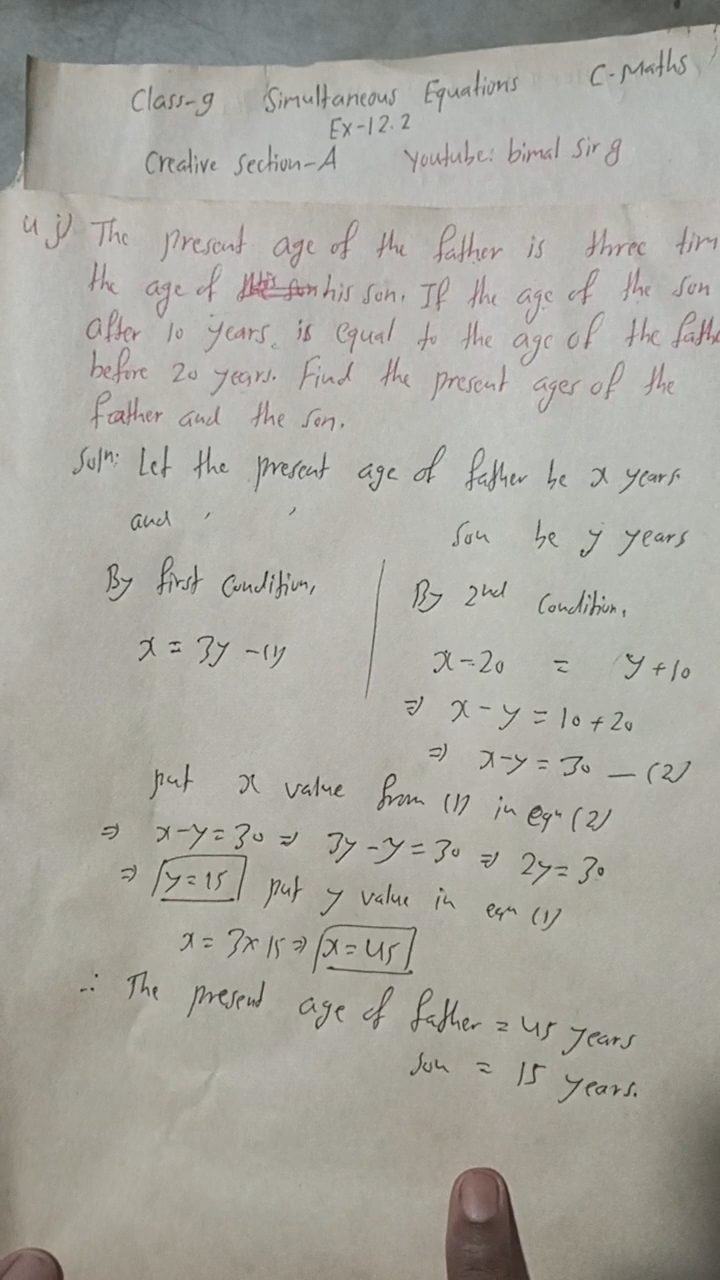 Class-9 Simultaneous Equations C-Maths
Ex-12.2
Creative Section-A Youtube: bimal Sir 9
4 j) The present age of the father is three tim
the age of his son. If the age of the son
after 10 years, is equal to the age of the fath
before 20 years. Find the present ages of the
father and the son.
Soln: Let the present age of father be x years
and , , son be y years
By first Condition,
x = 3y -(1)
By 2nd Condition,
x-20 = y+10
⇒ x-y = 10+20
⇒ x-y = 30 - (2)
put x value from (1) in eqn (2)
⇒ x-y=30 ⇒ 3y-y=30 ⇒ 2y=30
⇒ y=15 put y value in eqn (1)
x = 3×15 ⇒ x=45
∴ The present age of father = 45 years
son = 15 years.